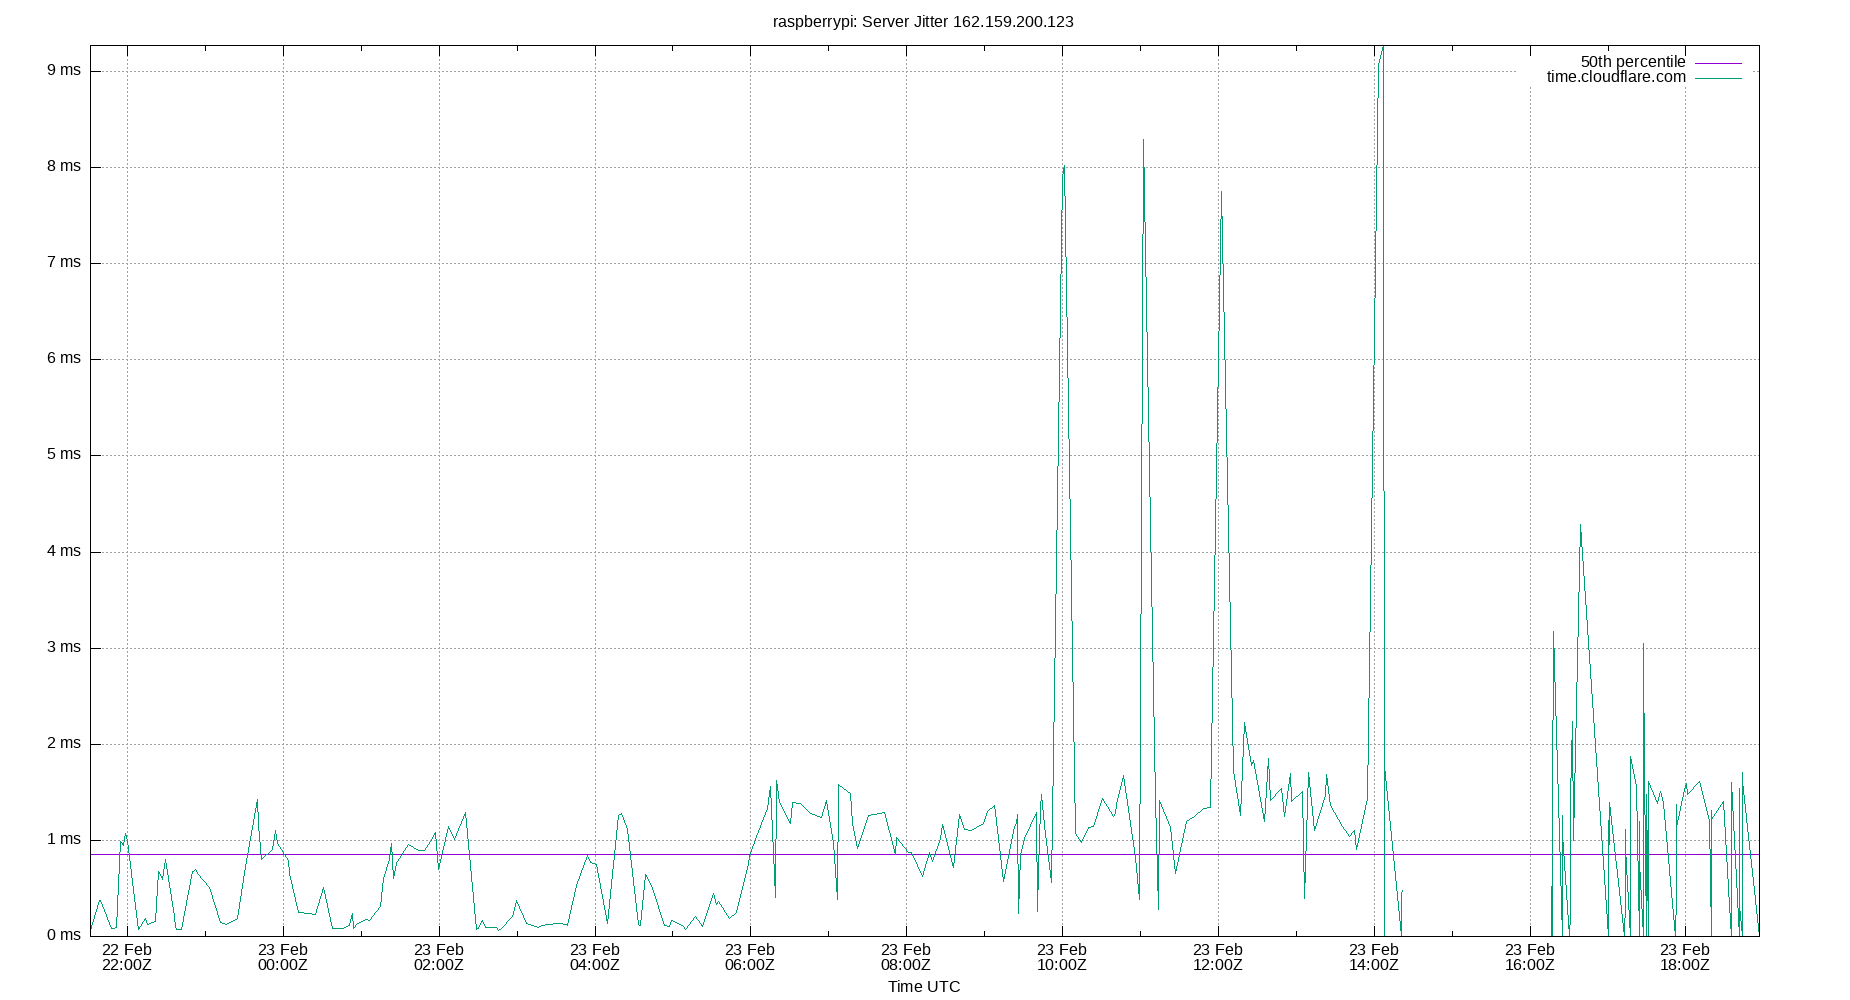 raspberrypi: Server Jitter 162.159.200.123
50th percentile
time.cloudflare.com
9 ms
8 ms
7 ms
6 ms
5 ms
4 ms
3 ms
2 ms
1 ms
0 ms
22 Feb 23 Feb 23 Feb 23 Feb 23 Feb 23 Feb 23 Feb 23 Feb 23 Feb 23 Feb 23 Feb
22:00Z 00:00Z 02:00Z 04:00Z 06:00Z 08:00Z 10:00Z 12:00Z 14:00Z 16:00Z 18:00Z
Time UTC